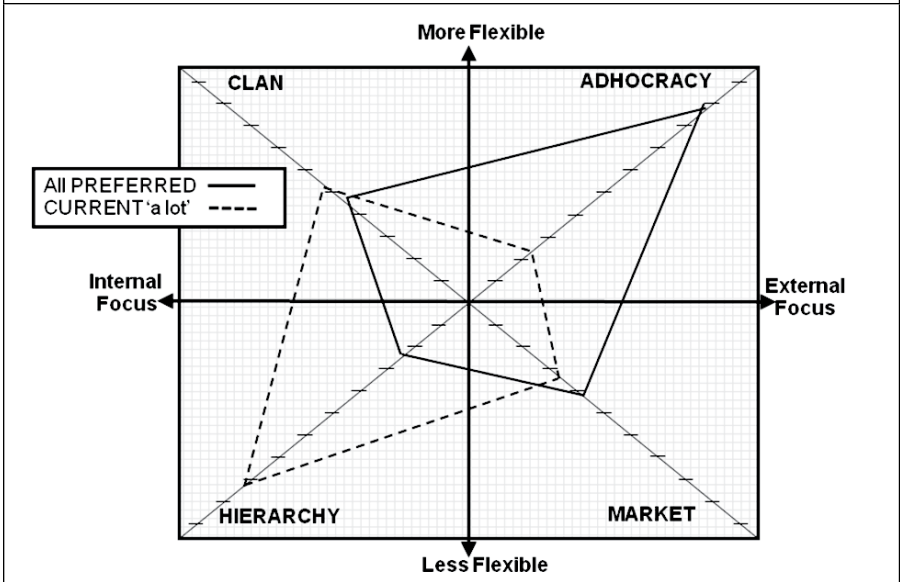 More Flexible
CLAN
ADHOCRACY
All PREFERRED
CURRENT 'a lot'
Internal
Focus
External
Focus
HIERARCHY
MARKET
Less Flexible